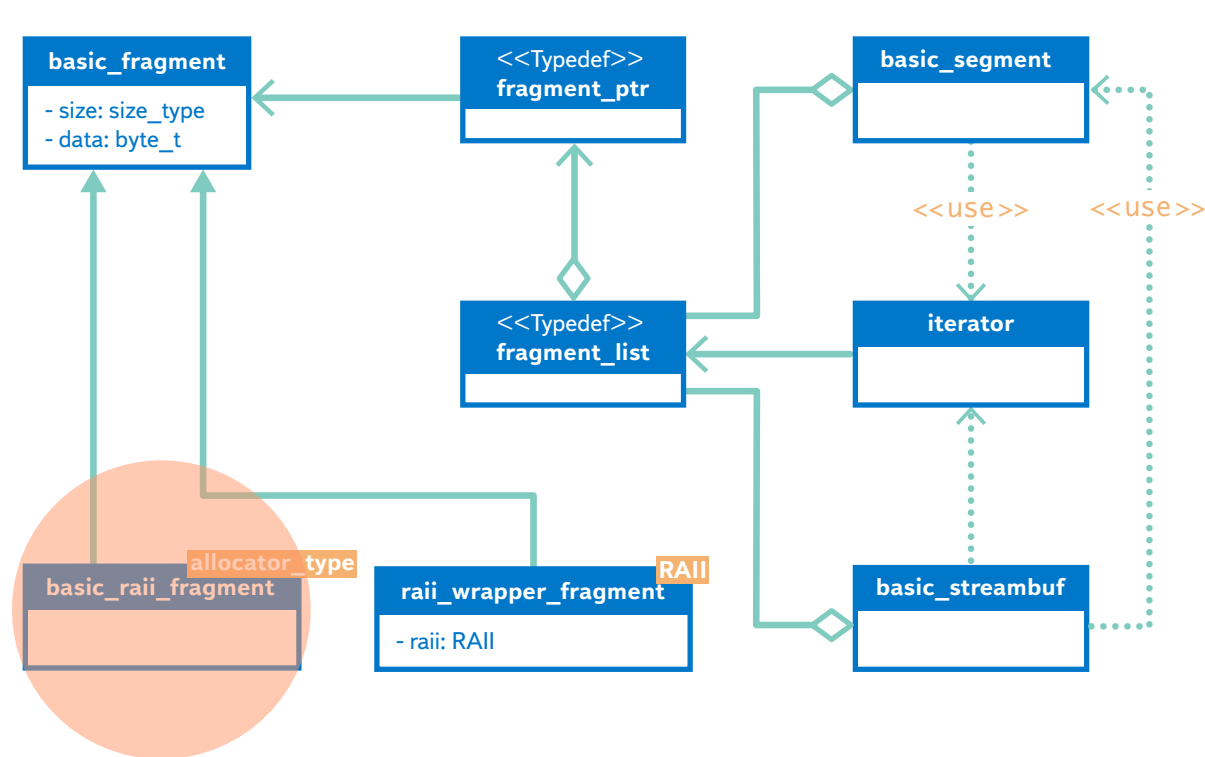 basic_fragment
- size: size_type
- data: byte_t
<<Typedef>>
fragment_ptr
basic_segment
<<use>>
<<use>>
<<Typedef>>
fragment_list
iterator
allocator_type
basic_raii_fragment
RAII
raii_wrapper_fragment
- raii: RAII
basic_streambuf